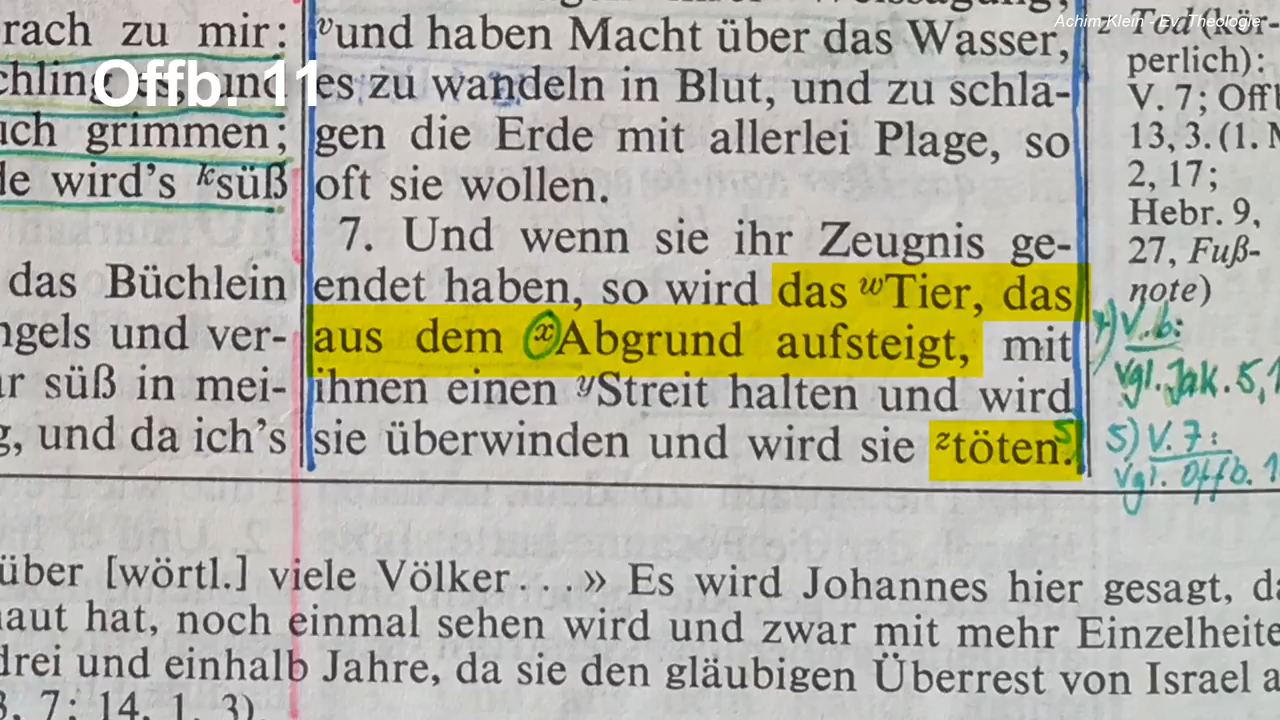 Achim Klein - Ev. Theologie
Offb. 11
rach zu mir:
uch grimmen;
de wird's ᵏsüß
das Büchlein
ngels und ver-
ar süß in mei-
g, und da ich's
ᵛund haben Macht über das Wasser,
es zu wandeln in Blut, und zu schla-
gen die Erde mit allerlei Plage, so
oft sie wollen.
7. Und wenn sie ihr Zeugnis ge-
endet haben, so wird das ʷTier, das
aus dem ˣAbgrund aufsteigt, mit
ihnen einen ʸStreit halten und wird
sie überwinden und wird sie ᶻtöten.⁵⁾
z Tod (kör-
perlich):
V. 7; Offb
13, 3. (1. M
2, 17;
Hebr. 9,
27, Fuß-
note)
V. 6:
vgl. Jak. 5, 1
5) V. 7:
vgl. Offb. 1
über [wörtl.] viele Völker. . . .» Es wird Johannes hier gesagt, da
aut hat, noch einmal sehen wird und zwar mit mehr Einzelheite
drei und einhalb Jahre, da sie den gläubigen Überrest von Israel a
3, 7; 14, 1. 3).